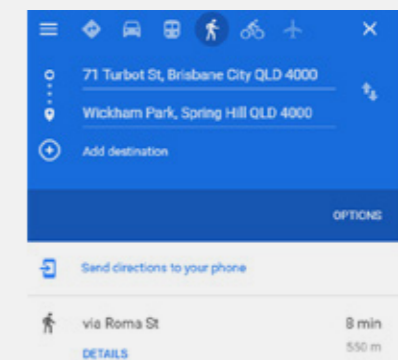 71 Turbot St, Brisbane City QLD 4000
Wickham Park, Spring Hill QLD 4000
Add destination
OPTIONS
Send directions to your phone
via Roma St 8 min
DETAILS 550 m